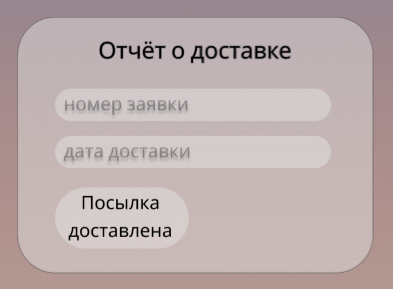 Отчёт о доставке
номер заявки
дата доставки
Посылка
доставлена